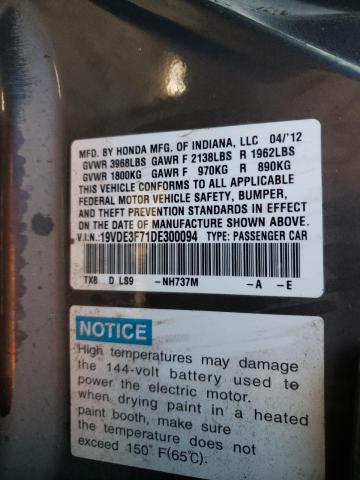 MFD. BY HONDA MFG. OF INDIANA, LLC 04/'12
GVWR 3968LBS GAWR F 2138LBS R 1962LBS
GVWR 1800KG GAWR F 970KG R 890KG
THIS VEHICLE CONFORMS TO ALL APPLICABLE
FEDERAL MOTOR VEHICLE SAFETY, BUMPER,
AND THEFT PREVENTION STANDARDS IN EFFECT
ON THE DATE OF MANUFACTURE SHOWN ABOVE.
V.I.N.: 19VDE3F71DE300094 TYPE: PASSENGER CAR
TX8 D LS9 -NH737M -A -E
NOTICE
High temperatures may damage
the 144-volt battery used to
power the electric motor.
when drying paint in a heated
paint booth, make sure
the temperature does not
exceed 150°F(65℃).